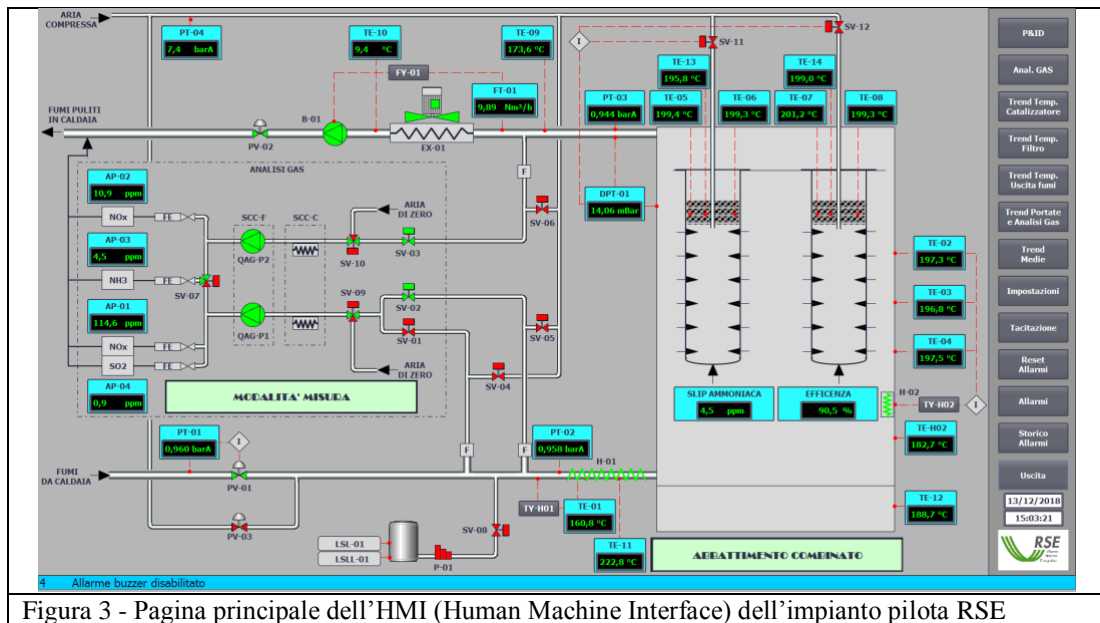 ARIA
COMPRESSA
PT-04
7,4 barA
TE-10
9,4 °C
TE-09
173,6 °C
SV-11
SV-12
I
FY-01
FT-01
9,89 Nm³/h
TE-13
195,8 °C
TE-14
199,0 °C
FUMI PULITI
IN CALDAIA
PV-02
B-01
EX-01
PT-03
0,944 barA
TE-05
199,4 °C
TE-06
199,3 °C
TE-07
201,2 °C
TE-08
199,3 °C
ANALISI GAS
F
AP-02
10,9 ppm
NOx
FE
SCC-F
SCC-C
ARIA
DI ZERO
SV-06
DPT-01
14,06 mBar
AP-03
4,5 ppm
QAG-P2
SV-10
SV-03
NH3
FE
SV-07
SV-09
SV-02
TE-02
197,3 °C
AP-01
114,6 ppm
QAG-P1
SV-01
SV-05
TE-03
196,8 °C
NOx
SO2
FE
FE
ARIA
DI ZERO
SV-04
TE-04
197,5 °C
AP-04
0,9 ppm
MODALITA' MISURA
SLIP AMMONIACA
4,5 ppm
EFFICENZA
90,5 %
H-02
TY-H02
I
PT-01
0,960 barA
I
F
F
PT-02
0,958 barA
H-01
TE-H02
182,7 °C
FUMI
DA CALDAIA
PV-01
PV-03
TY-H01
TE-01
160,8 °C
TE-12
188,7 °C
SV-08
LSL-01
LSLL-01
P-01
TE-11
222,8 °C
ABBATTIMENTO COMBINATO
P&ID
Anal. GAS
Trend Temp.
Catalizzatore
Trend Temp.
Filtro
Trend Temp.
Uscita fumi
Trend Portate
e Analisi Gas
Trend
Medie
Impostazioni
Tacitazione
Reset
Allarmi
Allarmi
Storico
Allarmi
Uscita
13/12/2018
15:03:21
RSE
4 Allarme buzzer disabilitato
Figura 3 - Pagina principale dell'HMI (Human Machine Interface) dell'impianto pilota RSE